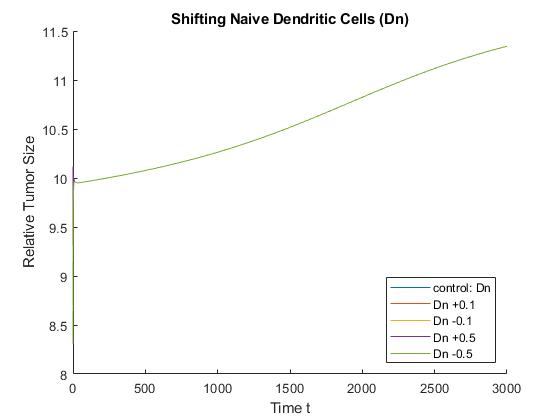 Shifting Naive Dendritic Cells (Dn)
11.5
11
10.5
10
9.5
9
8.5
8
Relative Tumor Size
control: Dn
Dn +0.1
Dn -0.1
Dn +0.5
Dn -0.5
0 500 1000 1500 2000 2500 3000
Time t